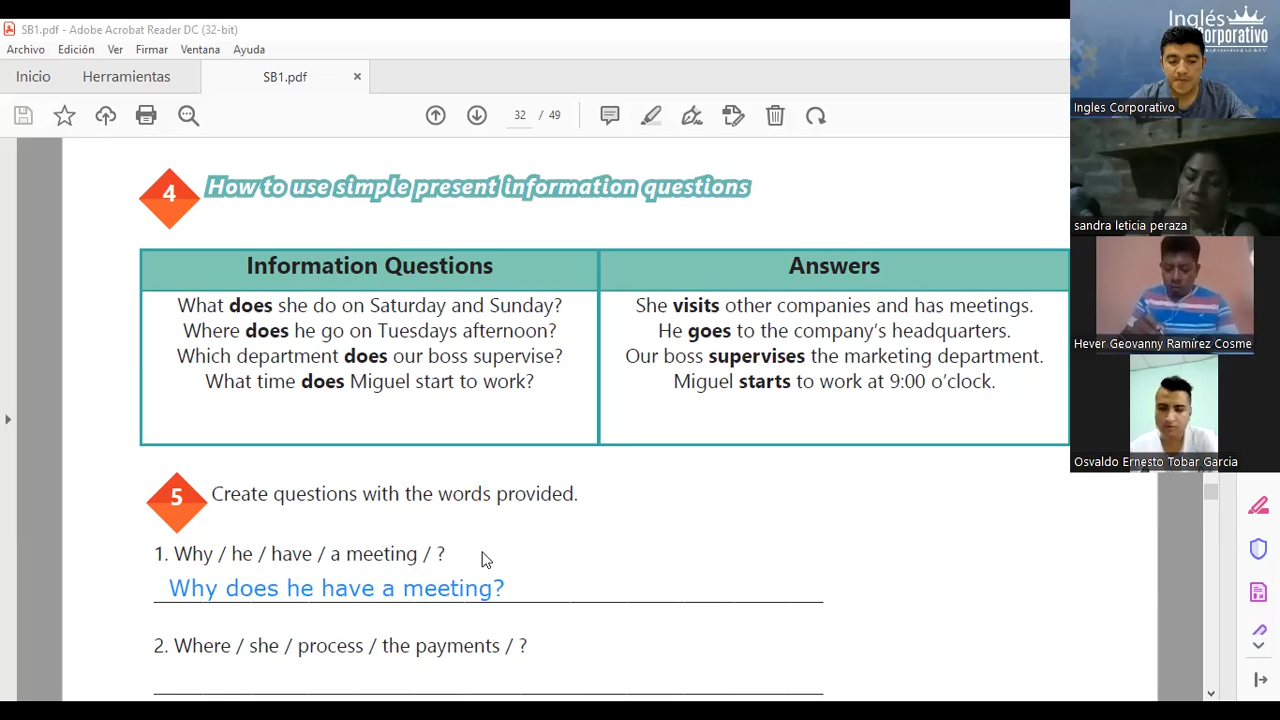 SB1.pdf - Adobe Acrobat Reader DC (32-bit)
Archivo Edición Ver Firmar Ventana Ayuda
Inicio Herramientas SB1.pdf ×
32 / 49
4 How to use simple present information questions
Information Questions
What does she do on Saturday and Sunday?
Where does he go on Tuesdays afternoon?
Which department does our boss supervise?
What time does Miguel start to work?
Answers
She visits other companies and has meetings.
He goes to the company’s headquarters.
Our boss supervises the marketing department.
Miguel starts to work at 9:00 o’clock.
5 Create questions with the words provided.
1. Why / he / have / a meeting / ?
Why does he have a meeting?
2. Where / she / process / the payments / ?
Inglés
Corporativo
Ingles Corporativo
sandra leticia peraza
Hever Geovanny Ramírez Cosme
Osvaldo Ernesto Tobar Garcia